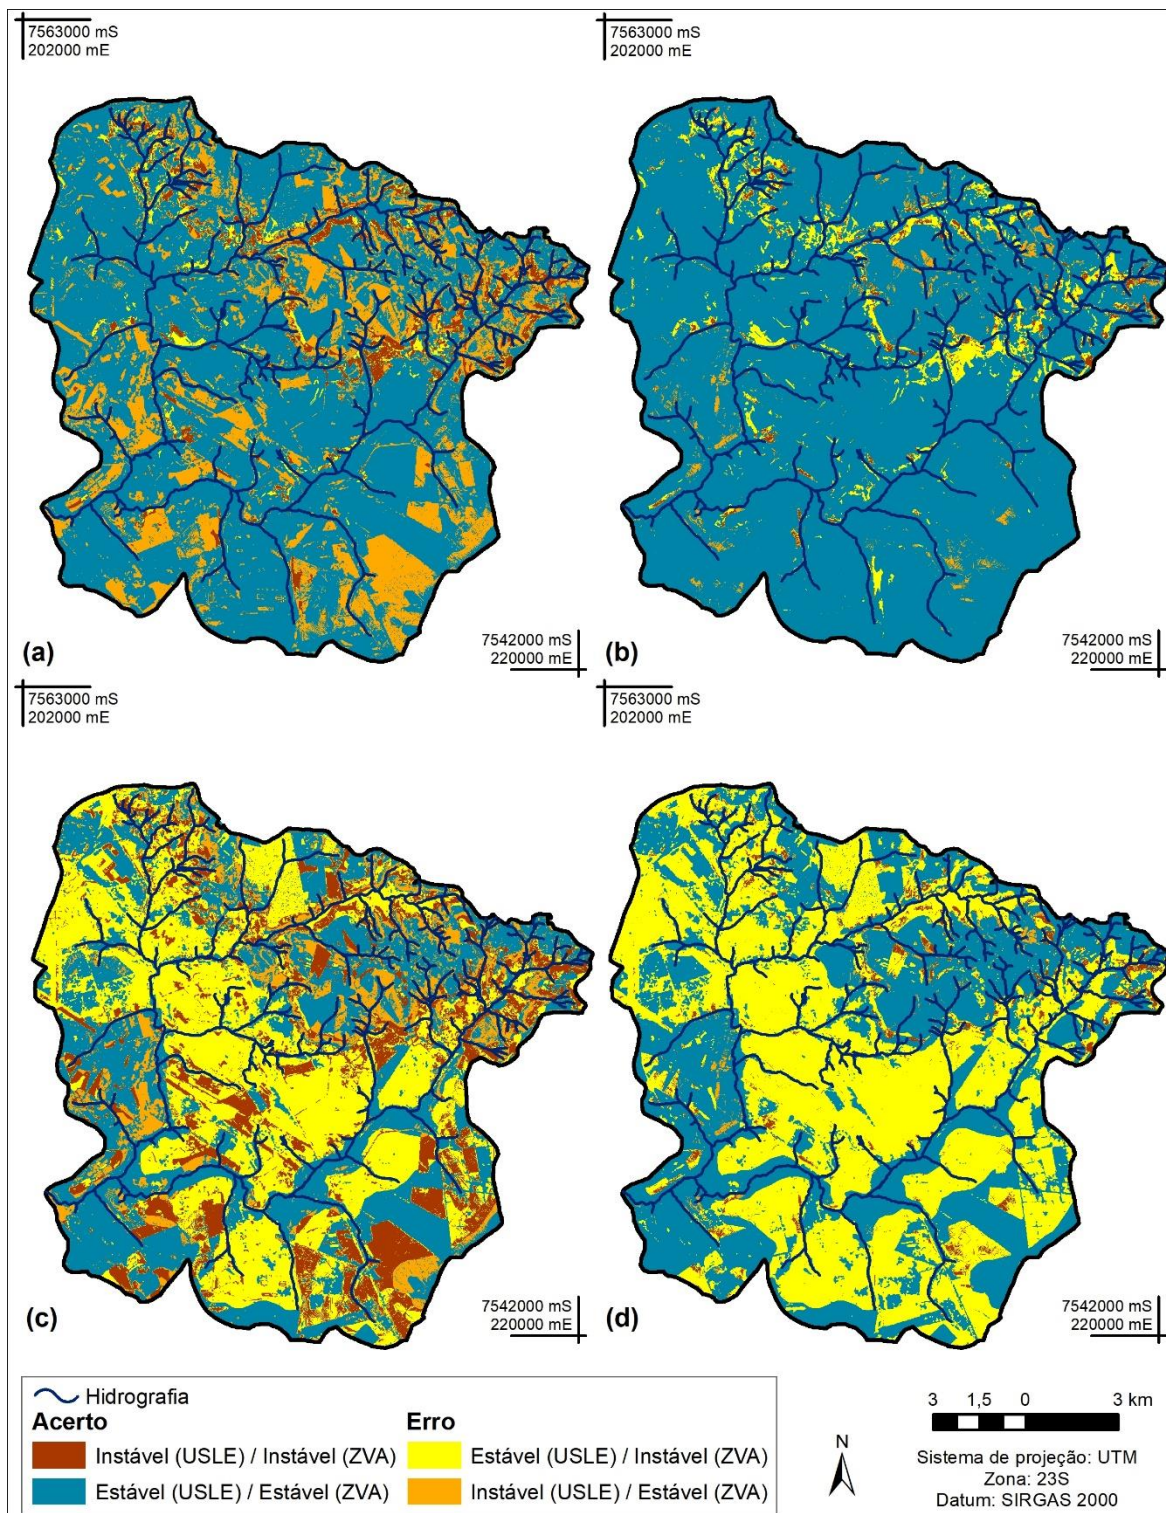 7563000 mS
202000 mE
7563000 mS
202000 mE
(a)
7542000 mS
220000 mE
(b)
7542000 mS
220000 mE
7563000 mS
202000 mE
7563000 mS
202000 mE
(c)
7542000 mS
220000 mE
(d)
7542000 mS
220000 mE
Hidrografia
Acerto
Erro
Instável (USLE) / Instável (ZVA)
Estável (USLE) / Instável (ZVA)
Estável (USLE) / Estável (ZVA)
Instável (USLE) / Estável (ZVA)
N
3 1,5 0 3 km
Sistema de projeção: UTM
Zona: 23S
Datum: SIRGAS 2000